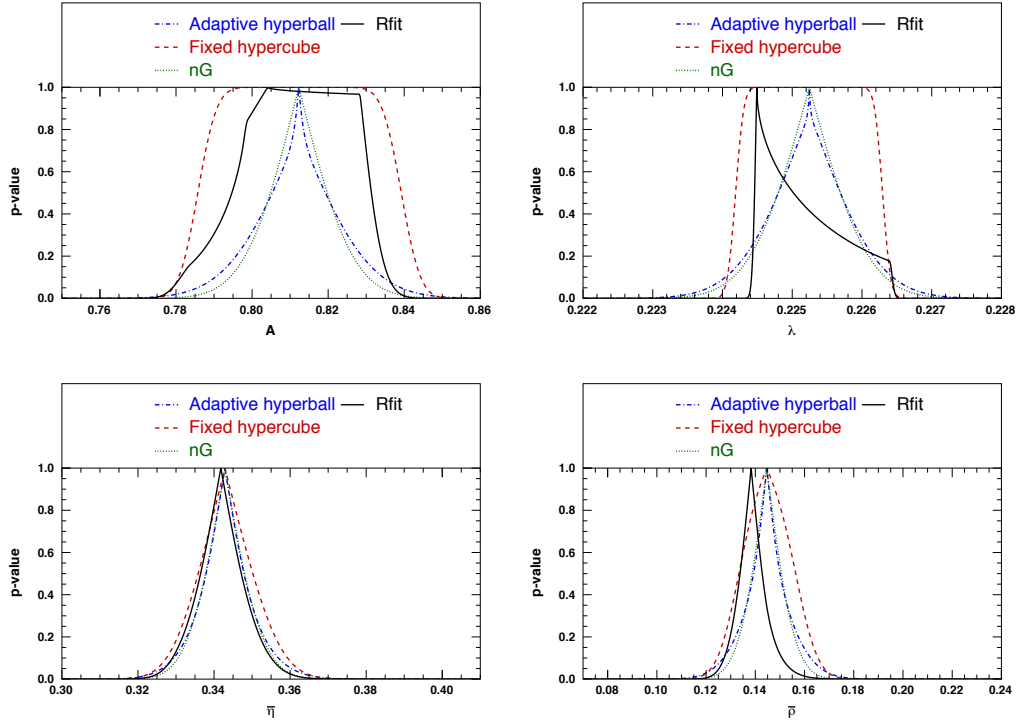 Adaptive hyperball Rfit
Fixed hypercube
nG
p-value
1.0
0.8
0.6
0.4
0.2
0.0
0.76 0.78 0.80 0.82 0.84 0.86
A
Adaptive hyperball Rfit
Fixed hypercube
nG
p-value
1.0
0.8
0.6
0.4
0.2
0.0
0.222 0.223 0.224 0.225 0.226 0.227 0.228
λ
Adaptive hyperball Rfit
Fixed hypercube
nG
p-value
1.0
0.8
0.6
0.4
0.2
0.0
0.30 0.32 0.34 0.36 0.38 0.40
η̅
Adaptive hyperball Rfit
Fixed hypercube
nG
p-value
1.0
0.8
0.6
0.4
0.2
0.0
0.08 0.10 0.12 0.14 0.16 0.18 0.20 0.22 0.24
ρ̅